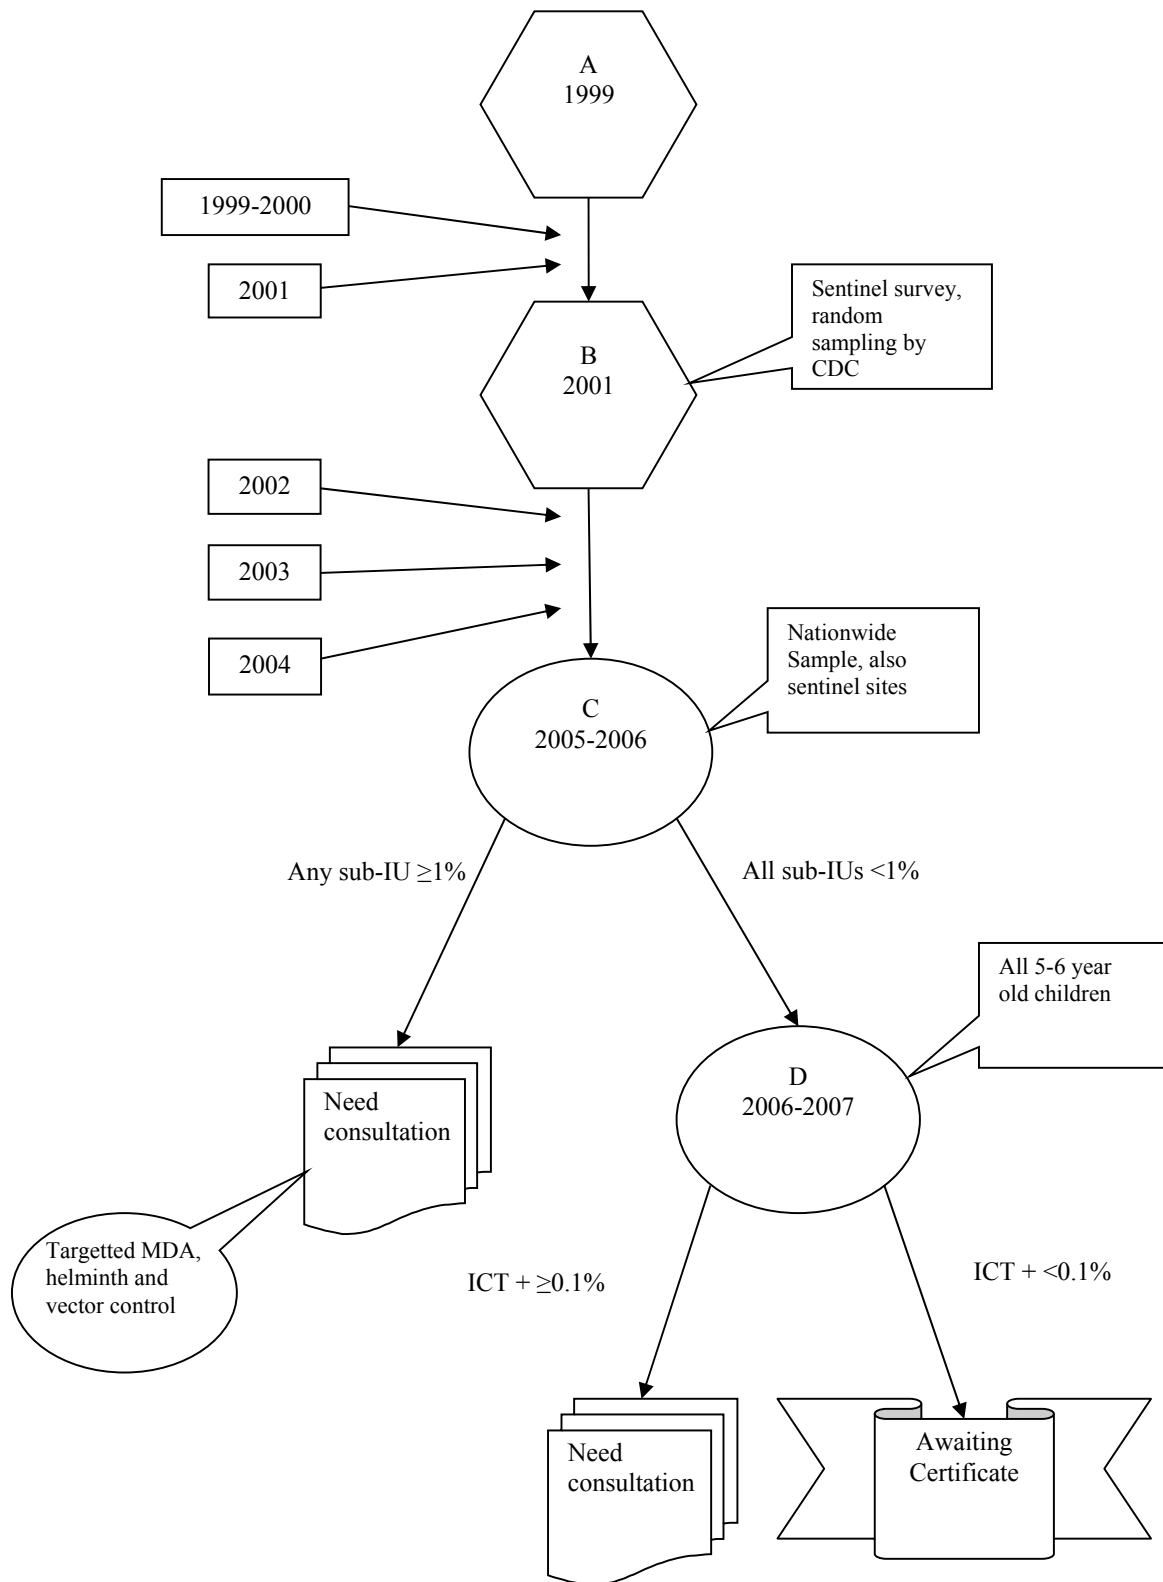 A
1999
1999-2000
2001
Sentinel survey,
random
sampling by
CDC
B
2001
2002
2003
2004
Nationwide
Sample, also
sentinel sites
C
2005-2006
Any sub-IU ≥1%
All sub-IUs <1%
All 5-6 year
old children
D
2006-2007
Need
consultation
Targetted MDA,
helminth and
vector control
ICT + ≥0.1%
ICT + <0.1%
Need
consultation
Awaiting
Certificate